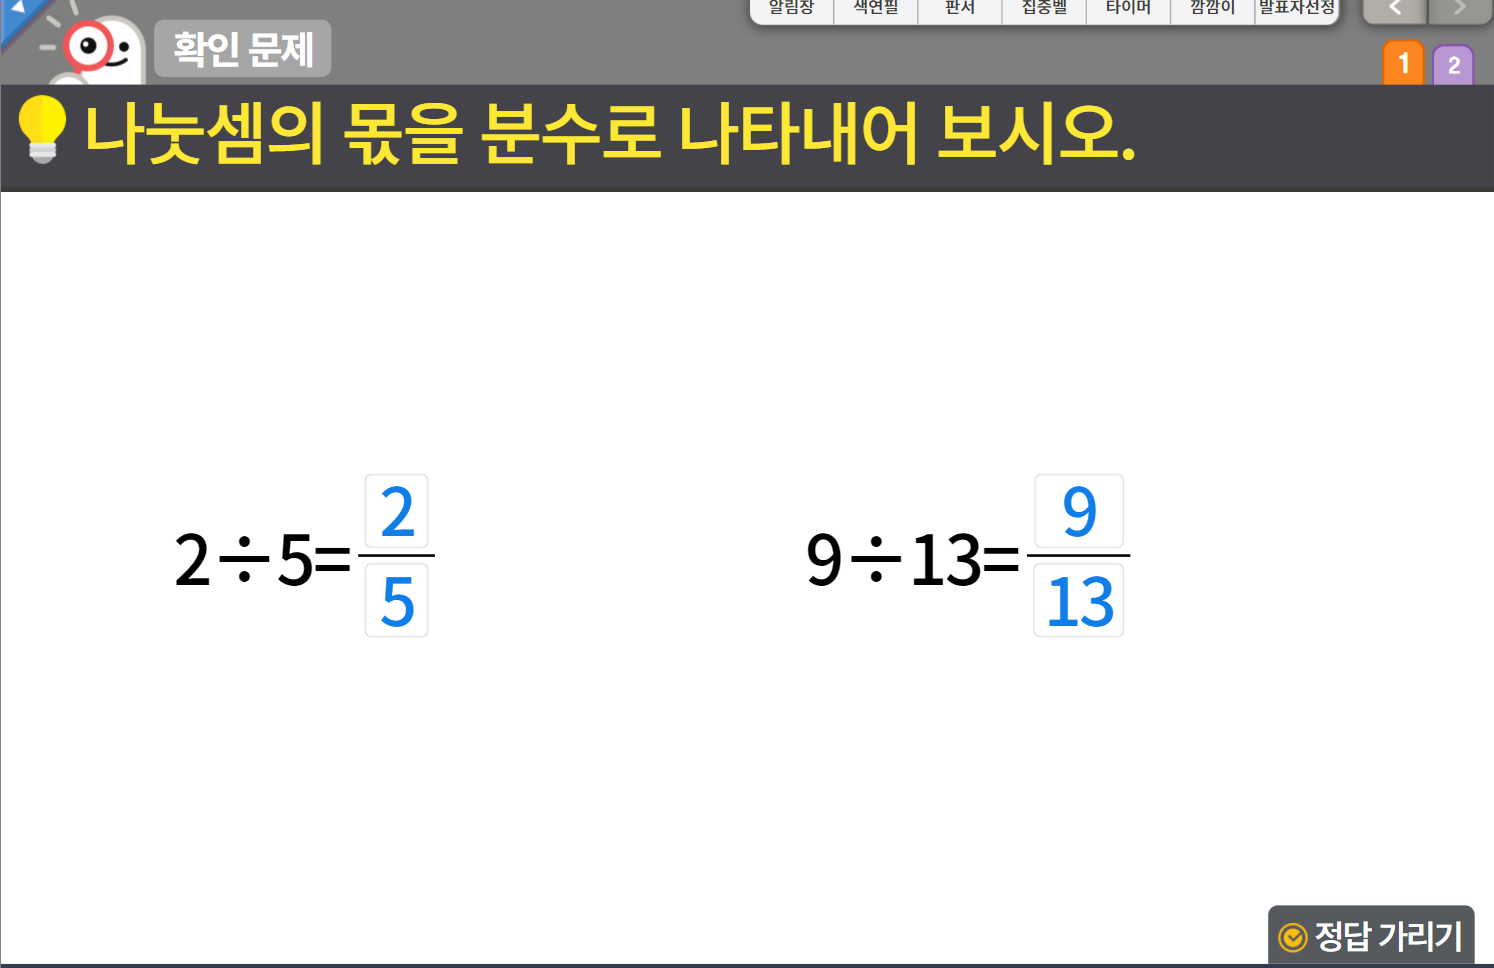 알림장 색연필 판서 집중벨 타이머 깜깜이 발표자선정
확인 문제
1 2
나눗셈의 몫을 분수로 나타내어 보시오.
2÷5=2/5
9÷13=9/13
정답 가리기